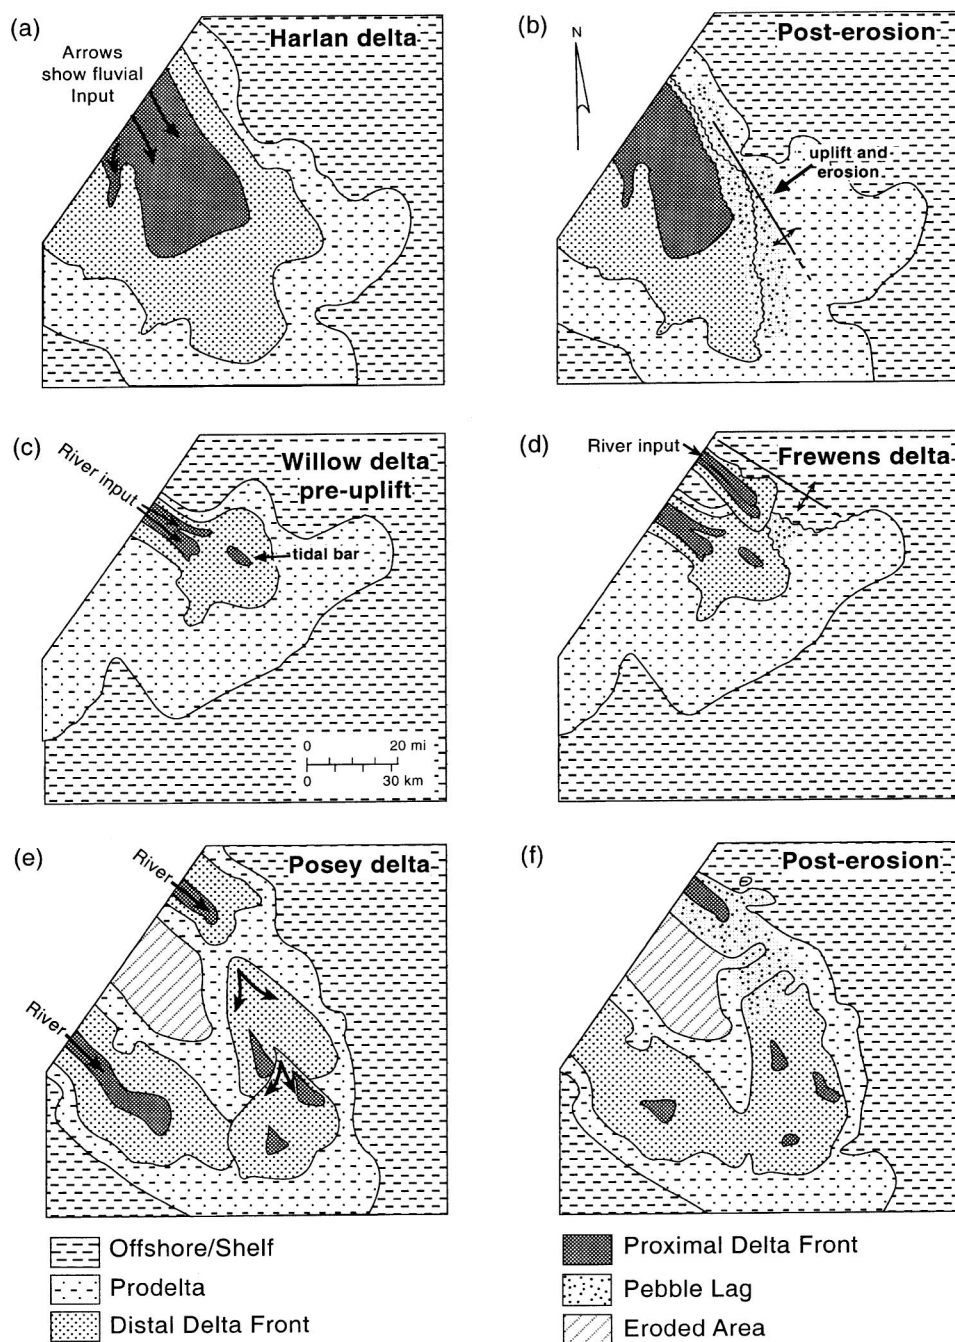 (a)
Harlan delta
Arrows
show fluvial
Input
(b)
N
Post-erosion
uplift and
erosion
(c)
River input
Willow delta
pre-uplift
tidal bar
0 20 mi
0 30 km
(d)
River input
Frewens delta
(e)
River
Posey delta
River
(f)
Post-erosion
Offshore/Shelf
Prodelta
Distal Delta Front
Proximal Delta Front
Pebble Lag
Eroded Area